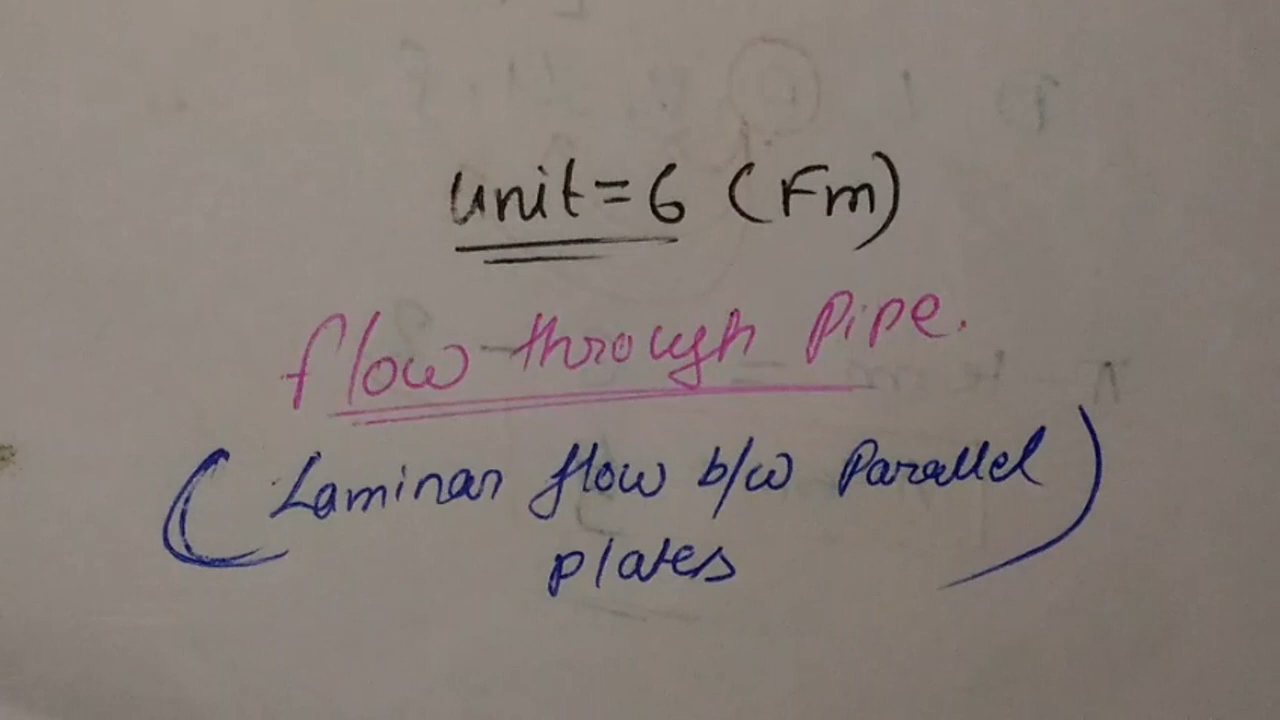 unit = 6 (Fm)
flow through pipe.
(Laminar flow b/w Parallel
plates)